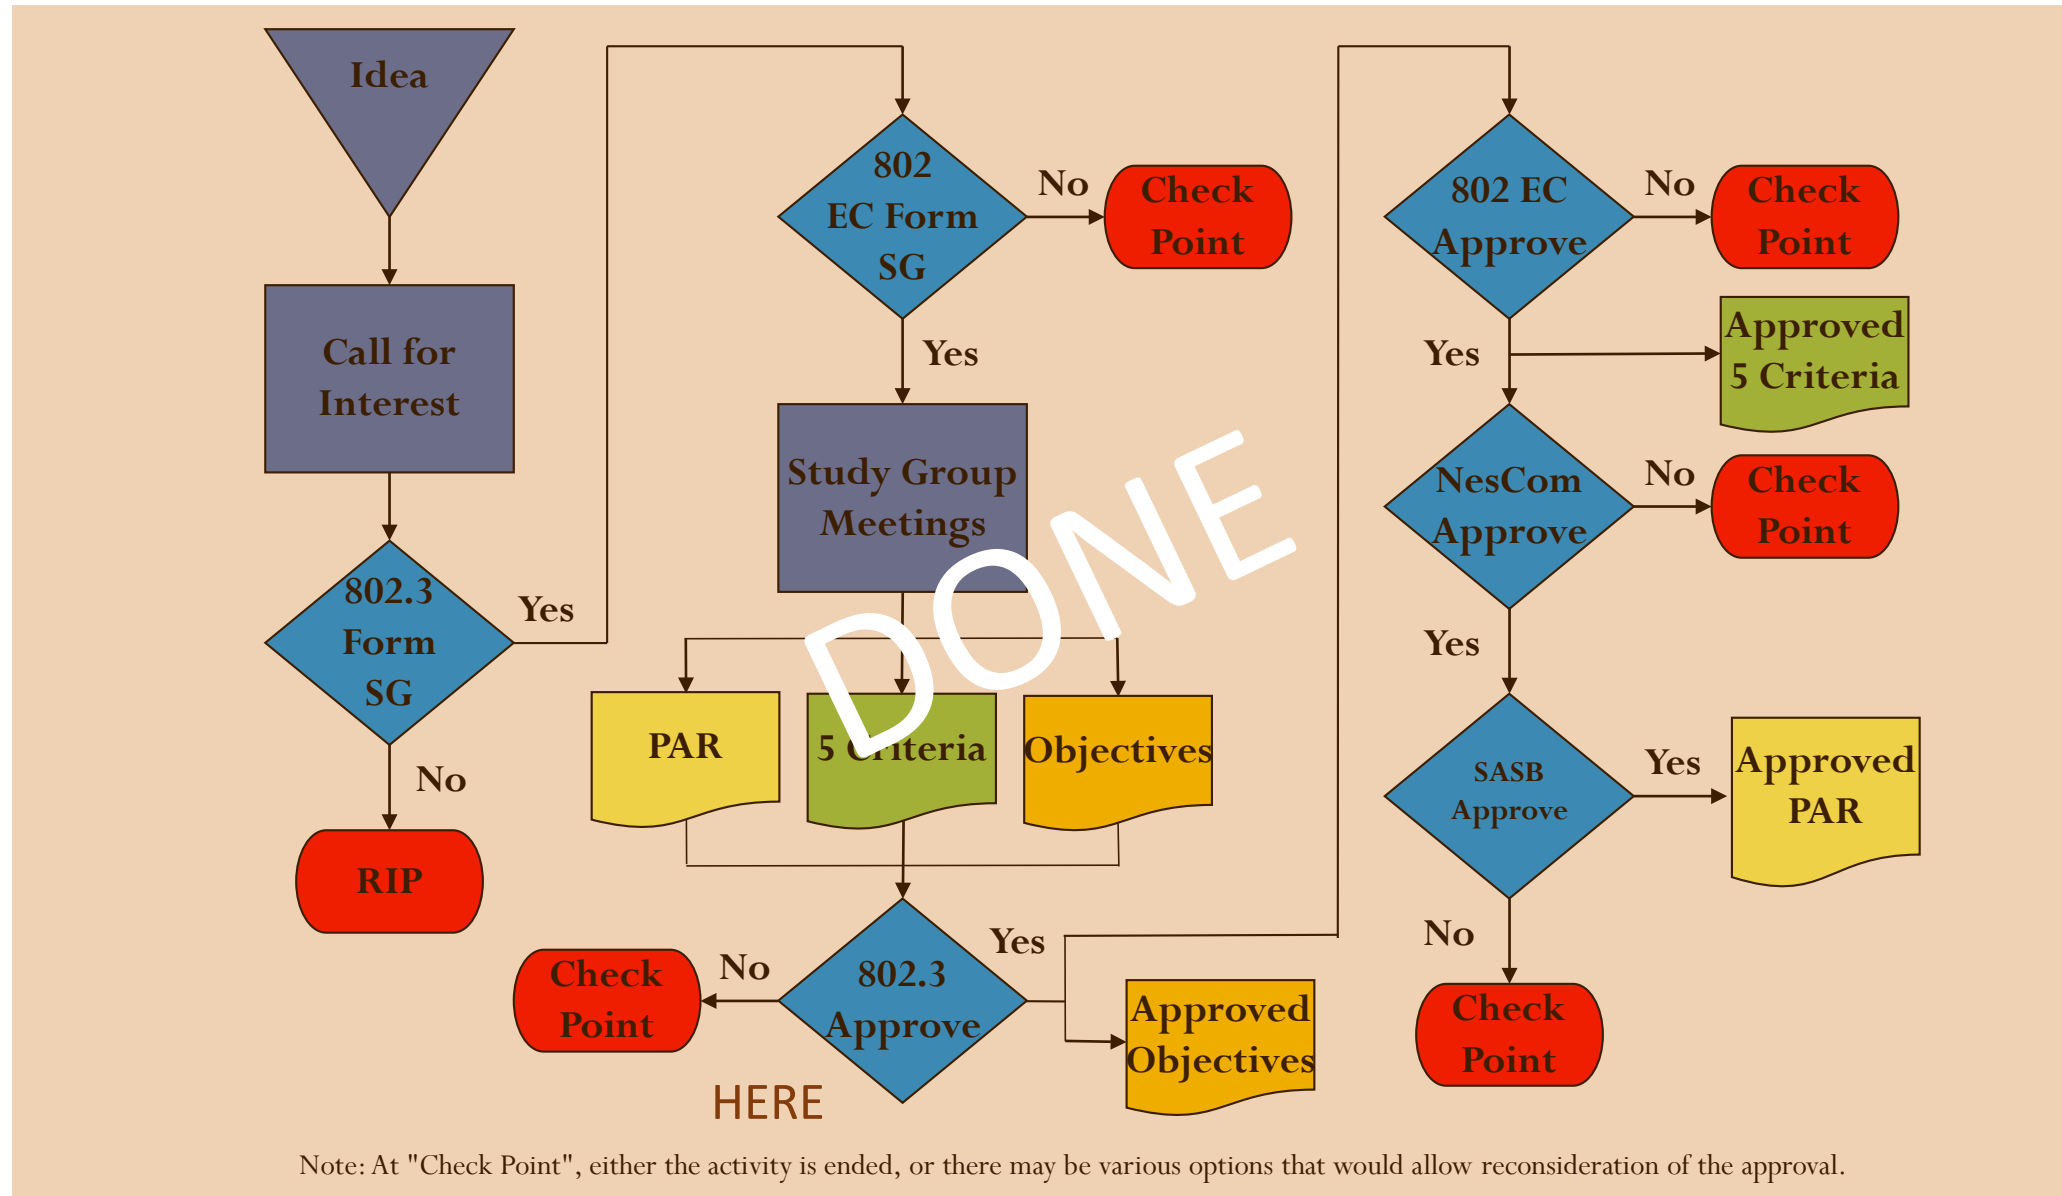 Idea
Call for
Interest
802.3
Form
SG
Yes
No
RIP
802
EC Form
SG
No
Check
Point
Yes
Study Group
Meetings
DONE
PAR
5 Criteria
Objectives
802.3
Approve
No
Check
Point
Yes
Approved
Objectives
HERE
802 EC
Approve
No
Check
Point
Yes
Approved
5 Criteria
NesCom
Approve
No
Check
Point
Yes
SASB
Approve
Yes
Approved
PAR
No
Check
Point
Note: At "Check Point", either the activity is ended, or there may be various options that would allow reconsideration of the approval.